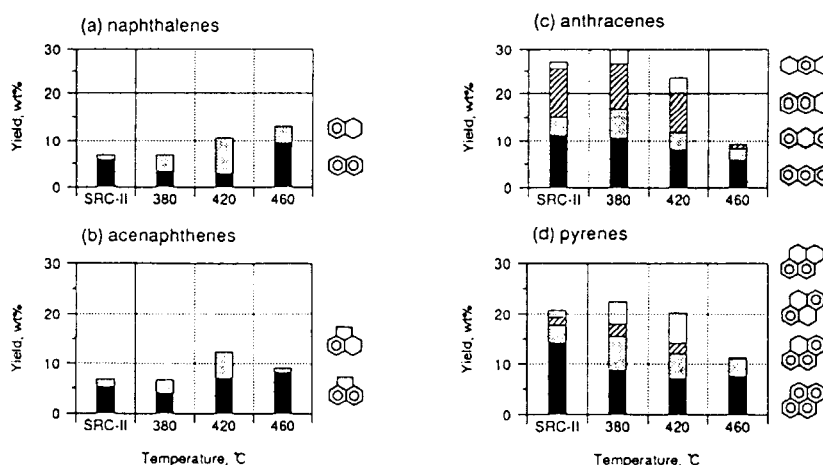 (a) naphthalenes
30
20
10
0
Yield, wt%
SRC-II 380 420 460
(b) acenaphthenes
30
20
10
0
Yield, wt%
SRC-II 380 420 460
Temperature, ℃
(c) anthracenes
30
20
10
0
Yield, wt%
SRC-II 380 420 460
(d) pyrenes
30
20
10
0
Yield, wt%
SRC-II 380 420 460
Temperature, ℃